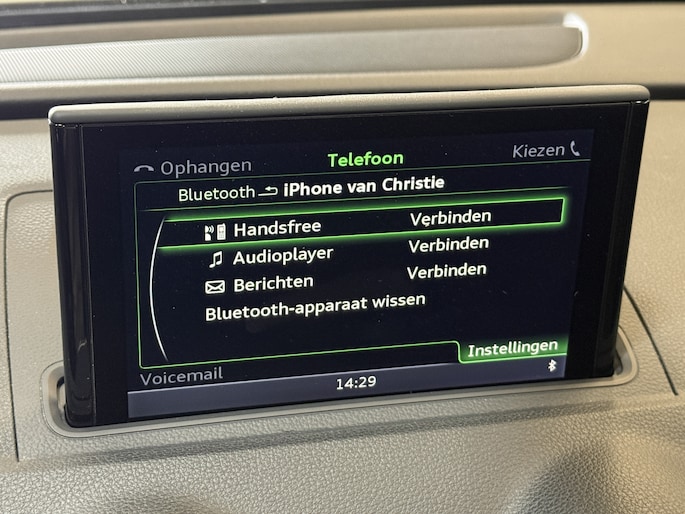 Ophangen Telefoon Kiezen
Bluetooth iPhone van Christie
Handsfree Verbinden
Audioplayer Verbinden
Berichten Verbinden
Bluetooth-apparaat wissen
Instellingen
Voicemail
14:29